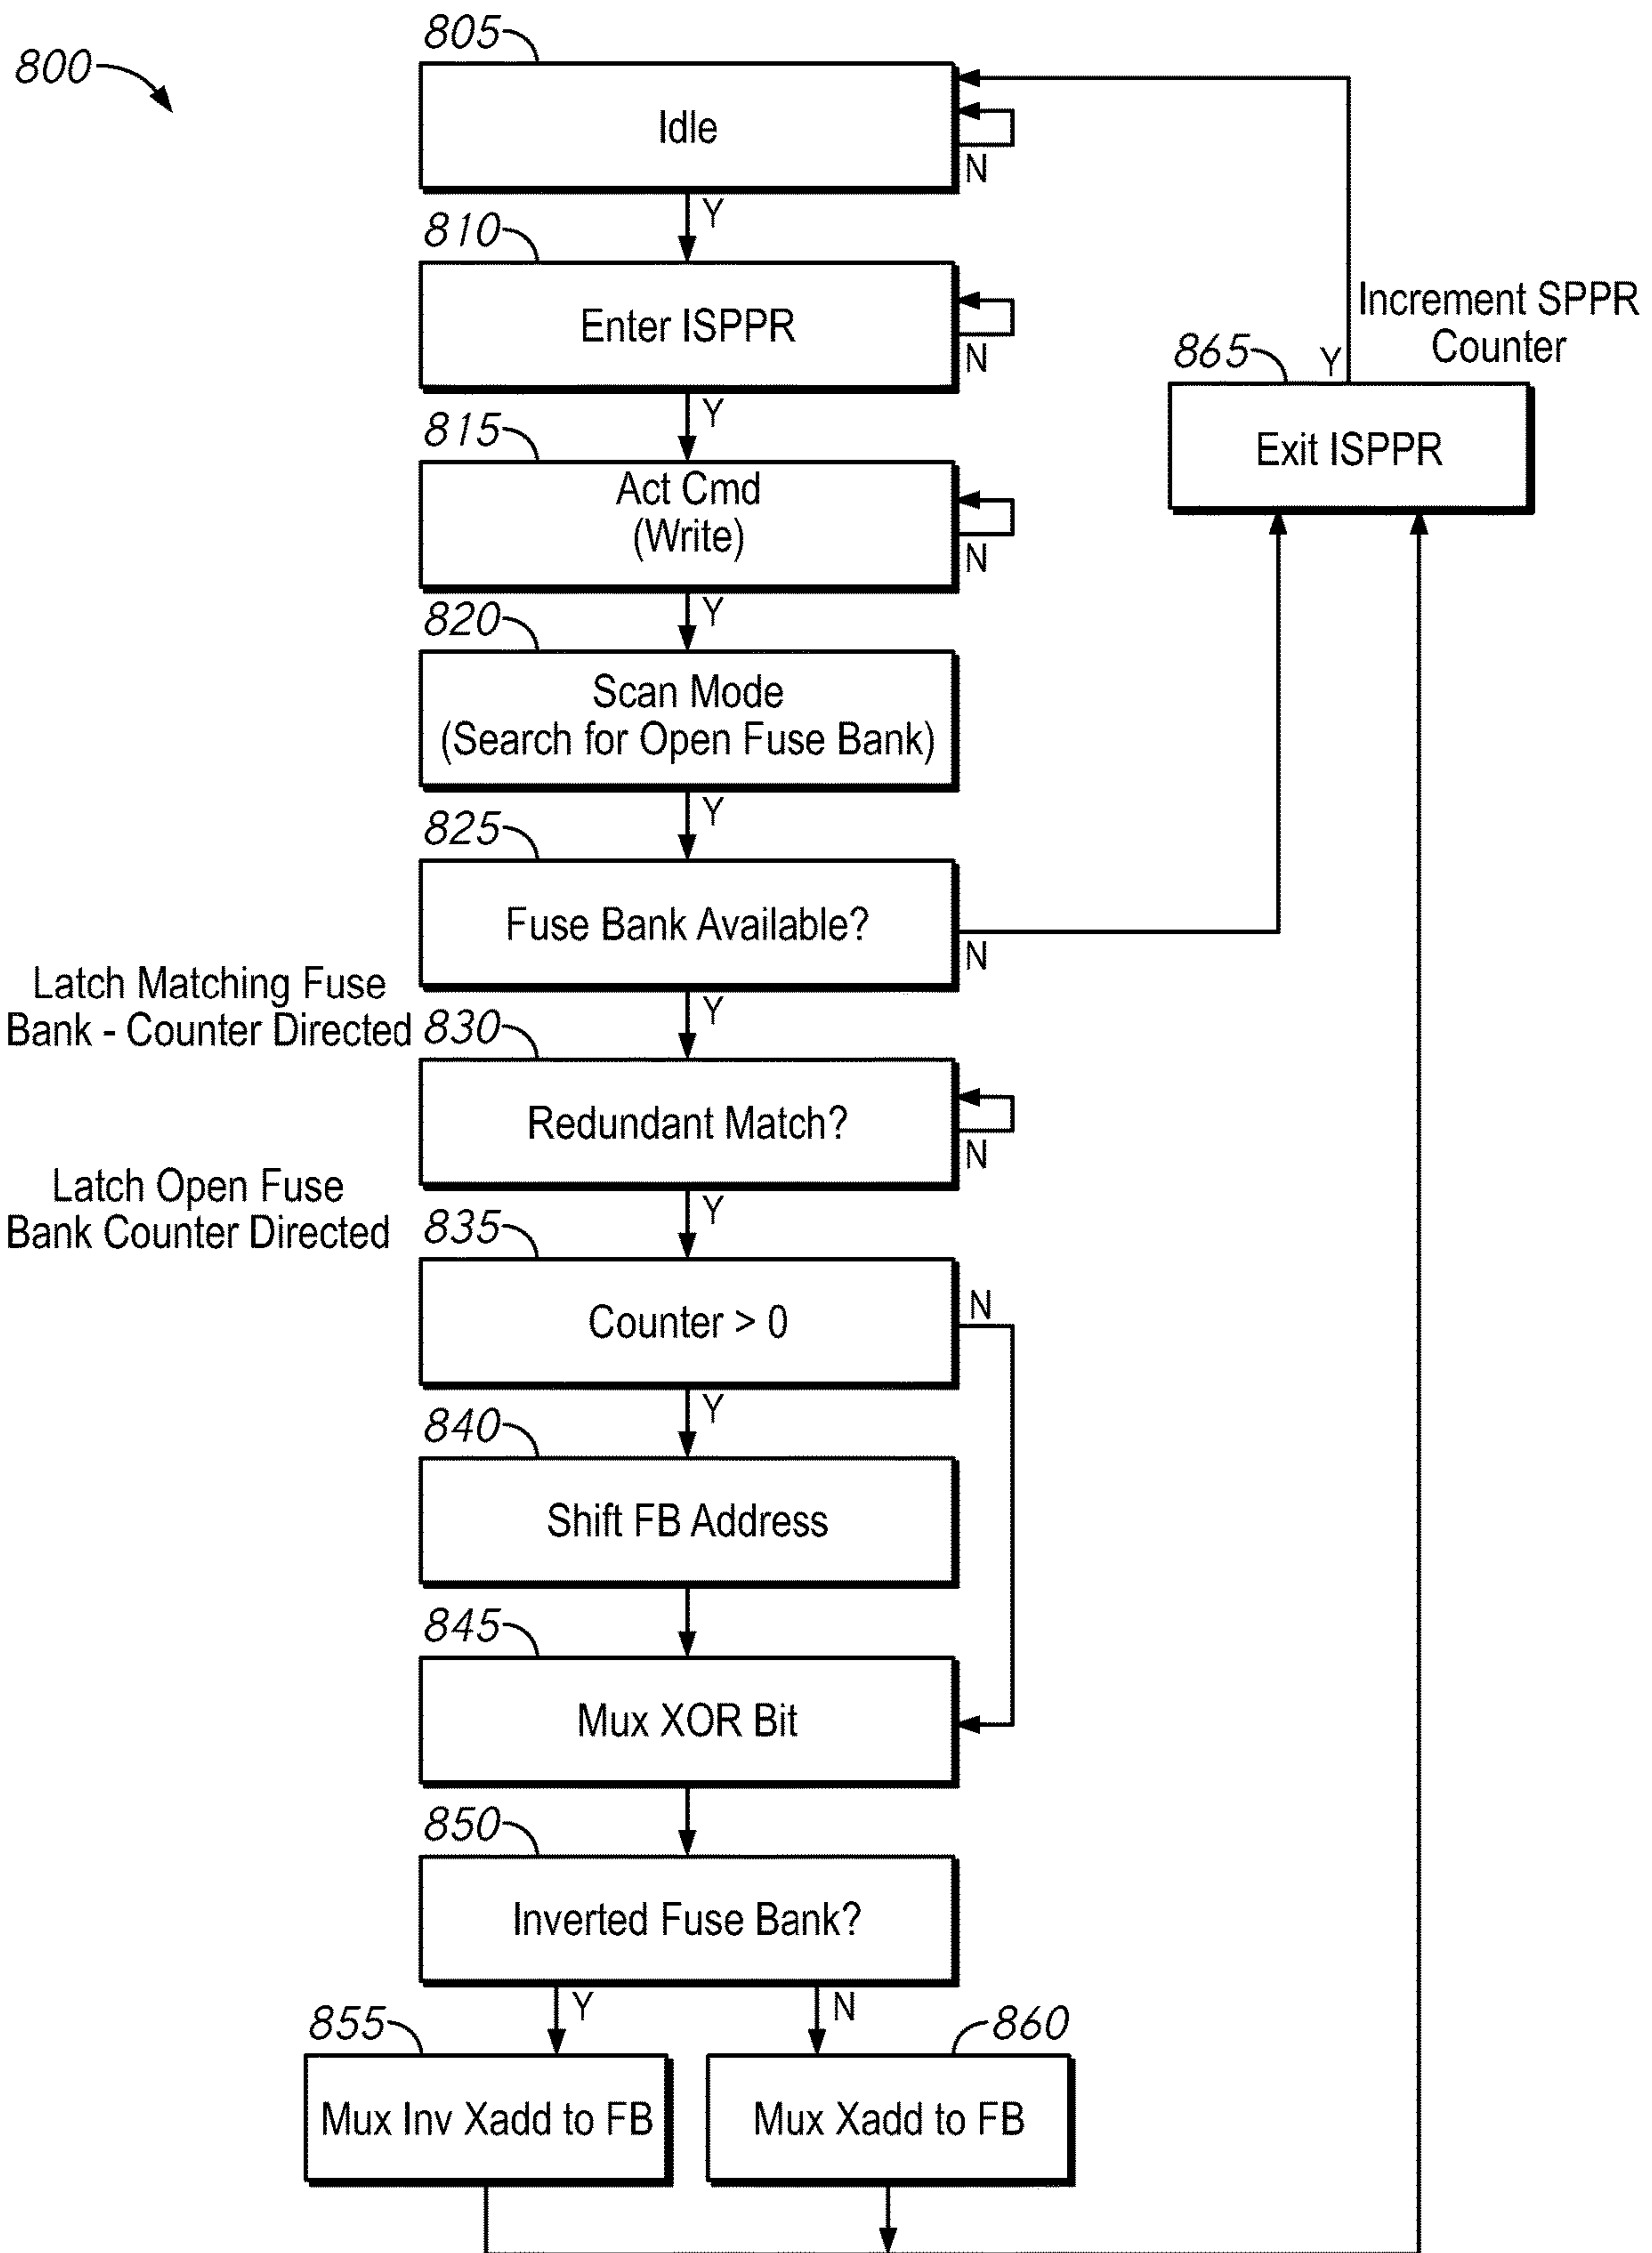 800
805
Idle
N
Y
810
Enter ISPPR
N
Increment SPPR
Counter
865
Y
Exit ISPPR
Y
815
Act Cmd
(Write)
N
Y
820
Scan Mode
(Search for Open Fuse Bank)
Y
825
Fuse Bank Available?
N
Latch Matching Fuse
Bank - Counter Directed
Y
830
Redundant Match?
N
Latch Open Fuse
Bank Counter Directed
Y
835
Counter > 0
N
Y
840
Shift FB Address
845
Mux XOR Bit
850
Inverted Fuse Bank?
Y
N
855
860
Mux Inv Xadd to FB
Mux Xadd to FB